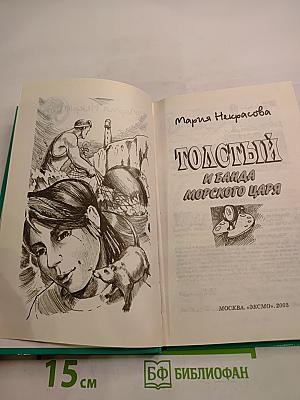 Мария Некрасова
ТОЛСТЫЙ
И БАНДА
МОРСКОГО ЦАРЯ
МОСКВА, «ЭКСМО», 2003
15 см
БФ БИБЛИОФАН